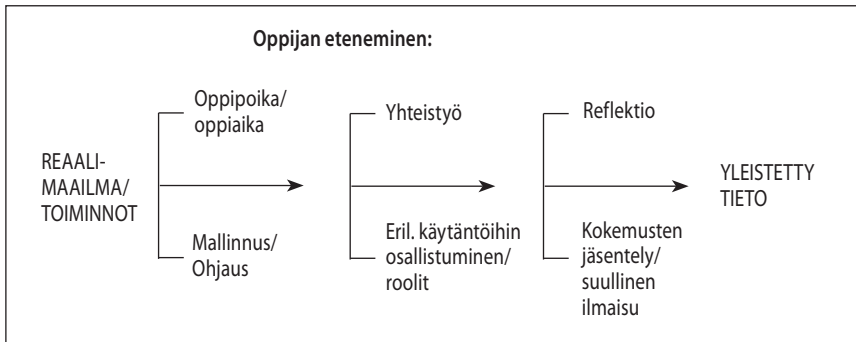 Oppijan eteneminen:
REAALI-
MAAILMA/
TOIMINNOT
Oppipoika/
oppiaika
Mallinnus/
Ohjaus
Yhteistyö
Eril. käytäntöihin
osallistuminen/
roolit
Reflektio
Kokemusten
jäsentely/
suullinen
ilmaisu
YLEISTETTY
TIETO